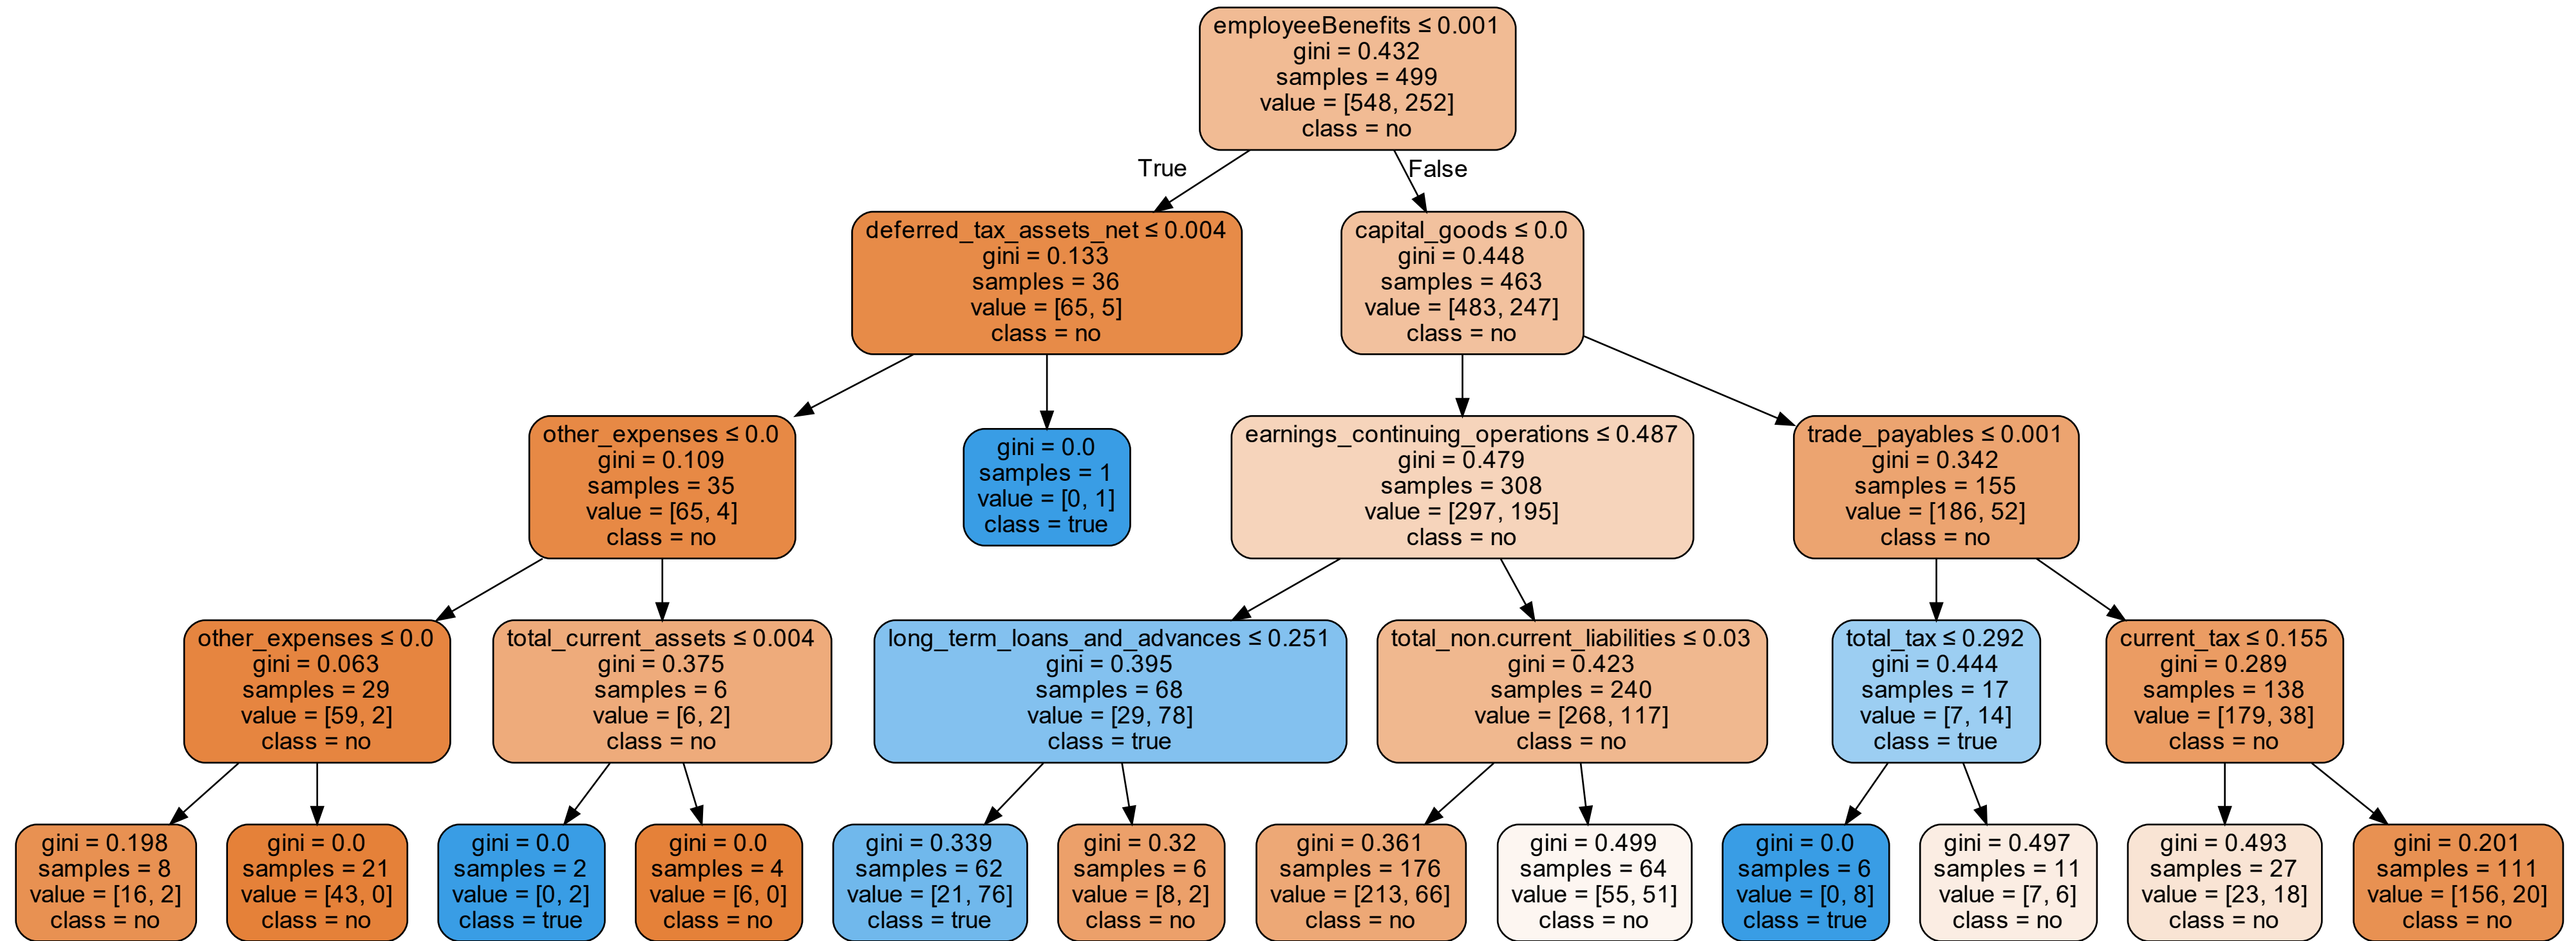 employeeBenefits ≤ 0.001
gini = 0.432
samples = 499
value = [548, 252]
class = no
True
False
deferred_tax_assets_net ≤ 0.004
gini = 0.133
samples = 36
value = [65, 5]
class = no
capital_goods ≤ 0.0
gini = 0.448
samples = 463
value = [483, 247]
class = no
other_expenses ≤ 0.0
gini = 0.109
samples = 35
value = [65, 4]
class = no
gini = 0.0
samples = 1
value = [0, 1]
class = true
earnings_continuing_operations ≤ 0.487
gini = 0.479
samples = 308
value = [297, 195]
class = no
trade_payables ≤ 0.001
gini = 0.342
samples = 155
value = [186, 52]
class = no
other_expenses ≤ 0.0
gini = 0.063
samples = 29
value = [59, 2]
class = no
total_current_assets ≤ 0.004
gini = 0.375
samples = 6
value = [6, 2]
class = no
long_term_loans_and_advances ≤ 0.251
gini = 0.395
samples = 68
value = [29, 78]
class = true
total_non.current_liabilities ≤ 0.03
gini = 0.423
samples = 240
value = [268, 117]
class = no
total_tax ≤ 0.292
gini = 0.444
samples = 17
value = [7, 14]
class = true
current_tax ≤ 0.155
gini = 0.289
samples = 138
value = [179, 38]
class = no
gini = 0.198
samples = 8
value = [16, 2]
class = no
gini = 0.0
samples = 21
value = [43, 0]
class = no
gini = 0.0
samples = 2
value = [0, 2]
class = true
gini = 0.0
samples = 4
value = [6, 0]
class = no
gini = 0.339
samples = 62
value = [21, 76]
class = true
gini = 0.32
samples = 6
value = [8, 2]
class = no
gini = 0.361
samples = 176
value = [213, 66]
class = no
gini = 0.499
samples = 64
value = [55, 51]
class = no
gini = 0.0
samples = 6
value = [0, 8]
class = true
gini = 0.497
samples = 11
value = [7, 6]
class = no
gini = 0.493
samples = 27
value = [23, 18]
class = no
gini = 0.201
samples = 111
value = [156, 20]
class = no